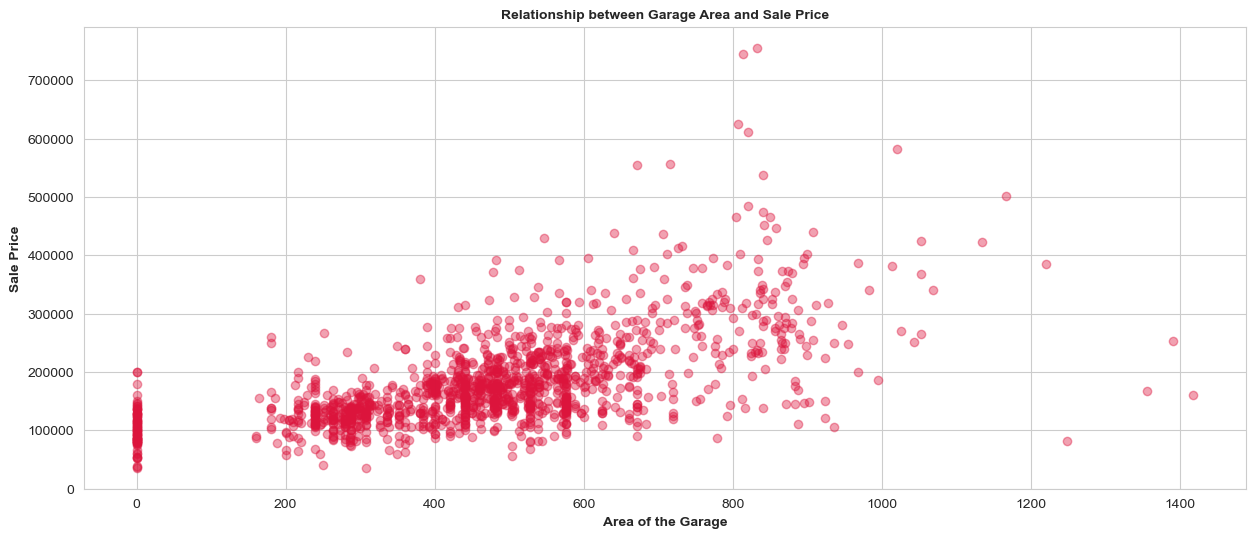 Relationship between Garage Area and Sale Price
700000
600000
500000
400000
300000
200000
100000
0
Sale Price
0 200 400 600 800 1000 1200 1400
Area of the Garage